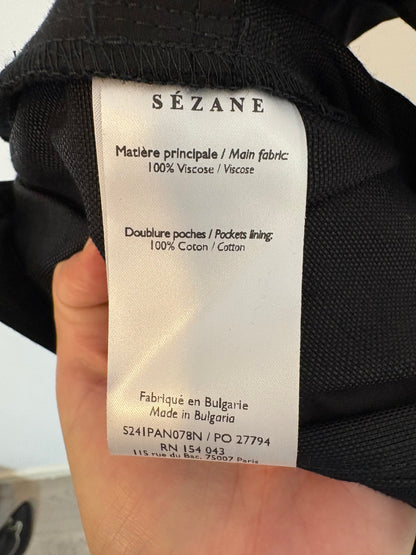 SÉZANE
Matière principale / Main fabric:
100% Viscose / Viscose
Doublure poches / Pockets lining:
100% Coton / Cotton
Fabriqué en Bulgarie
Made in Bulgaria
S241PAN078N / PO 27794
RN 154 043
115 rue du Bac, 75007 Paris